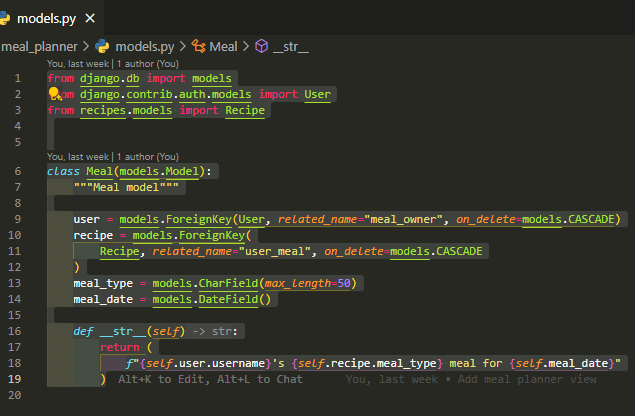 models.py ×
meal_planner > models.py > Meal > __str__
You, last week | 1 author (You)
1 from django.db import models
2 from django.contrib.auth.models import User
3 from recipes.models import Recipe
4
5
You, last week | 1 author (You)
6 class Meal(models.Model):
7 """Meal model"""
8
9 user = models.ForeignKey(User, related_name="meal_owner", on_delete=models.CASCADE)
10 recipe = models.ForeignKey(
11 Recipe, related_name="user_meal", on_delete=models.CASCADE
12 )
13 meal_type = models.CharField(max_length=50)
14 meal_date = models.DateField()
15
16 def __str__(self) -> str:
17 return (
18 f"{self.user.username}'s {self.recipe.meal_type} meal for {self.meal_date}"
19 ) Alt+K to Edit, Alt+L to Chat You, last week • Add meal planner view
20